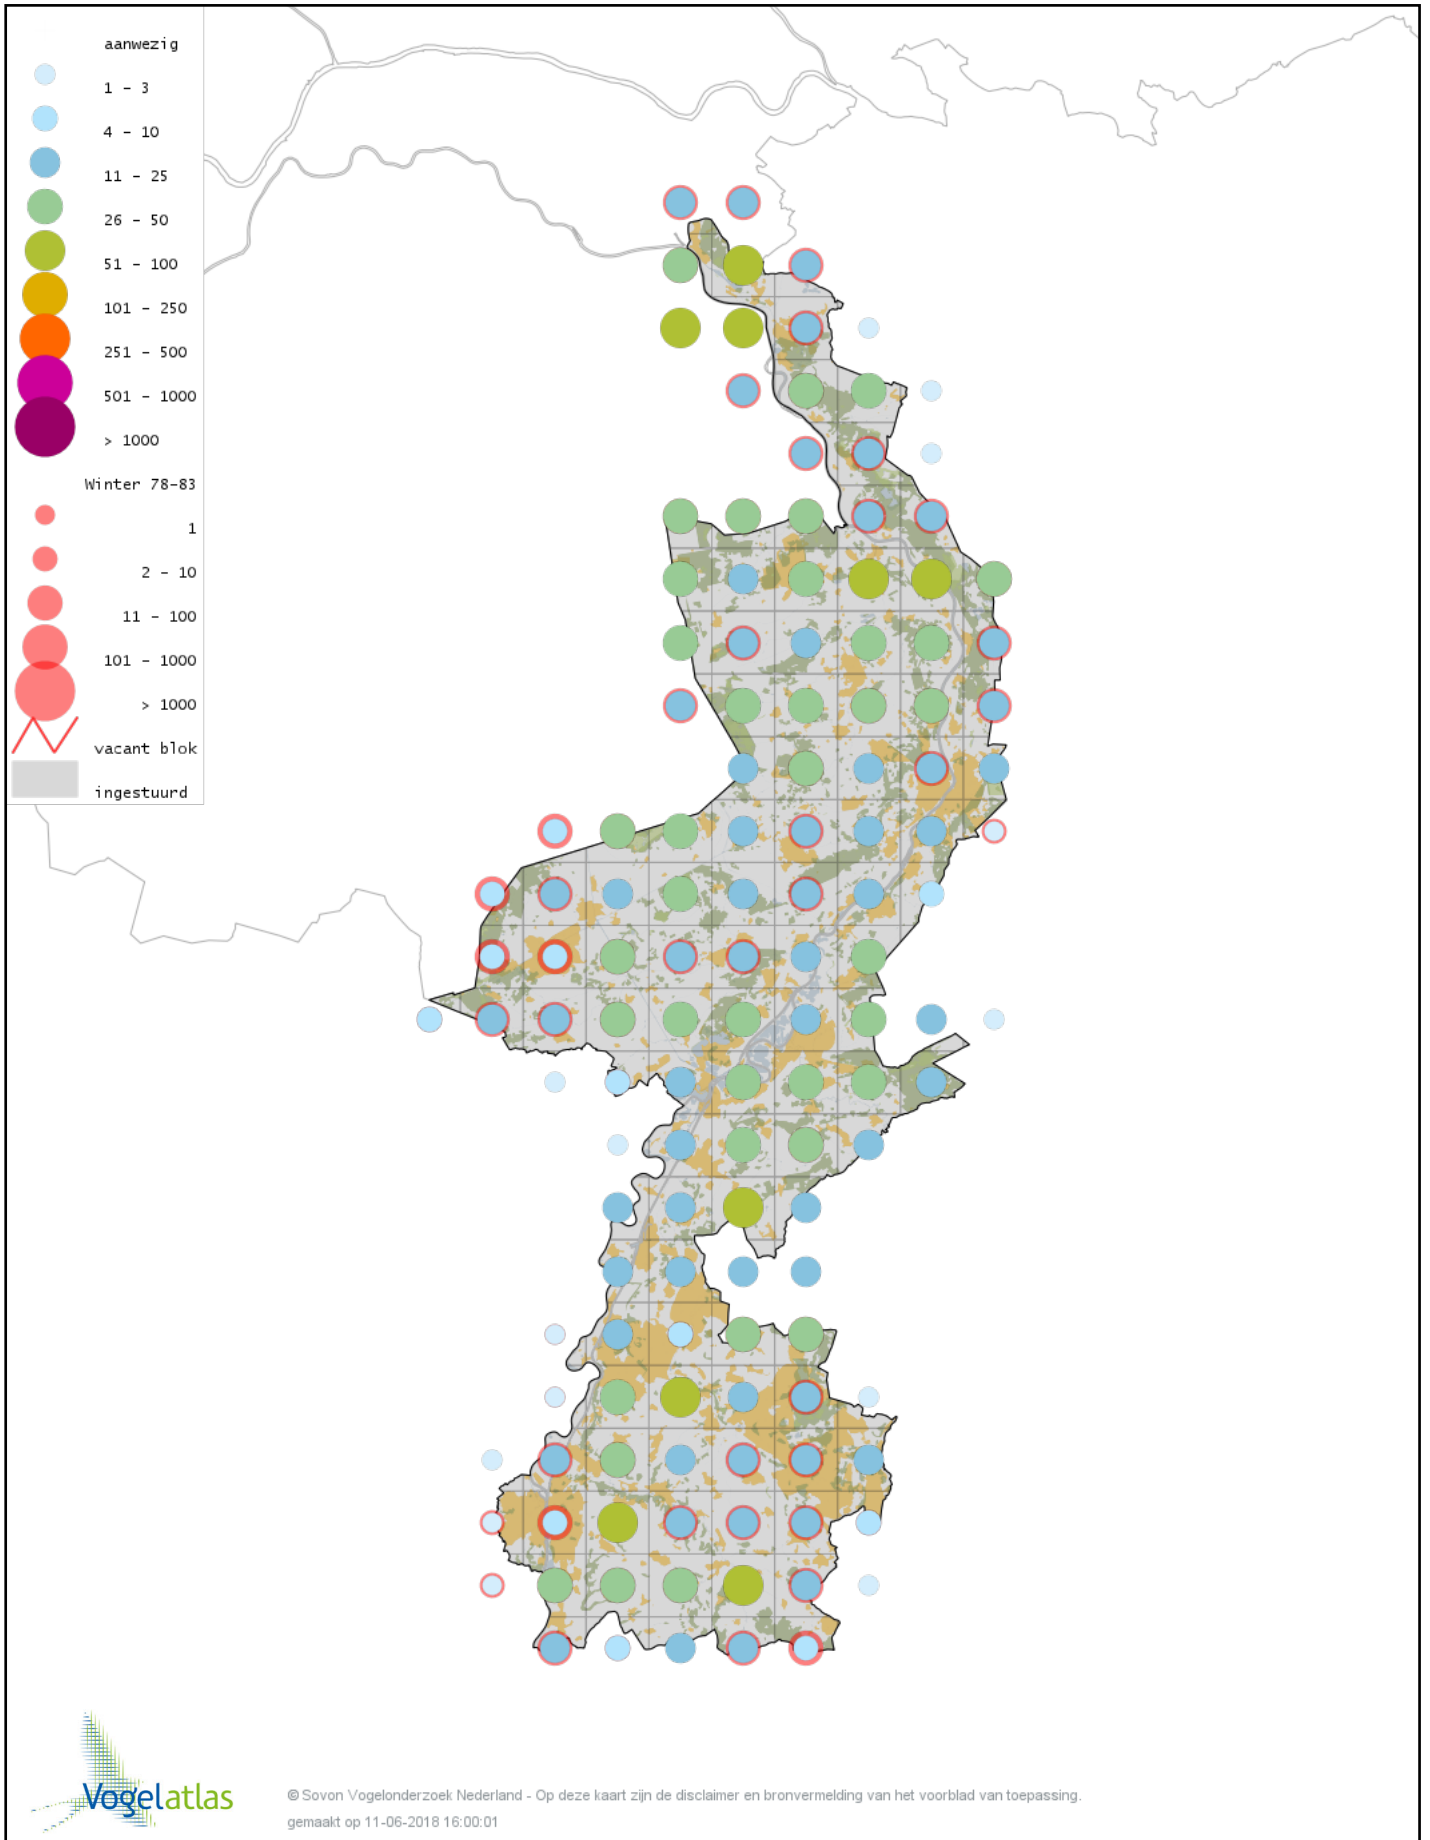 aanwezig
1 - 3
4 - 10
11 - 25
26 - 50
51 - 100
101 - 250
251 - 500
501 - 1000
> 1000
Winter 78-83
1
2 - 10
11 - 100
101 - 1000
> 1000
vacant blok
ingestuurd
Vogelatlas
© Sovon Vogelonderzoek Nederland - Op deze kaart zijn de disclaimer en bronvermelding van het voorblad van toepassing.
gemaakt op 11-06-2018 16:00:01